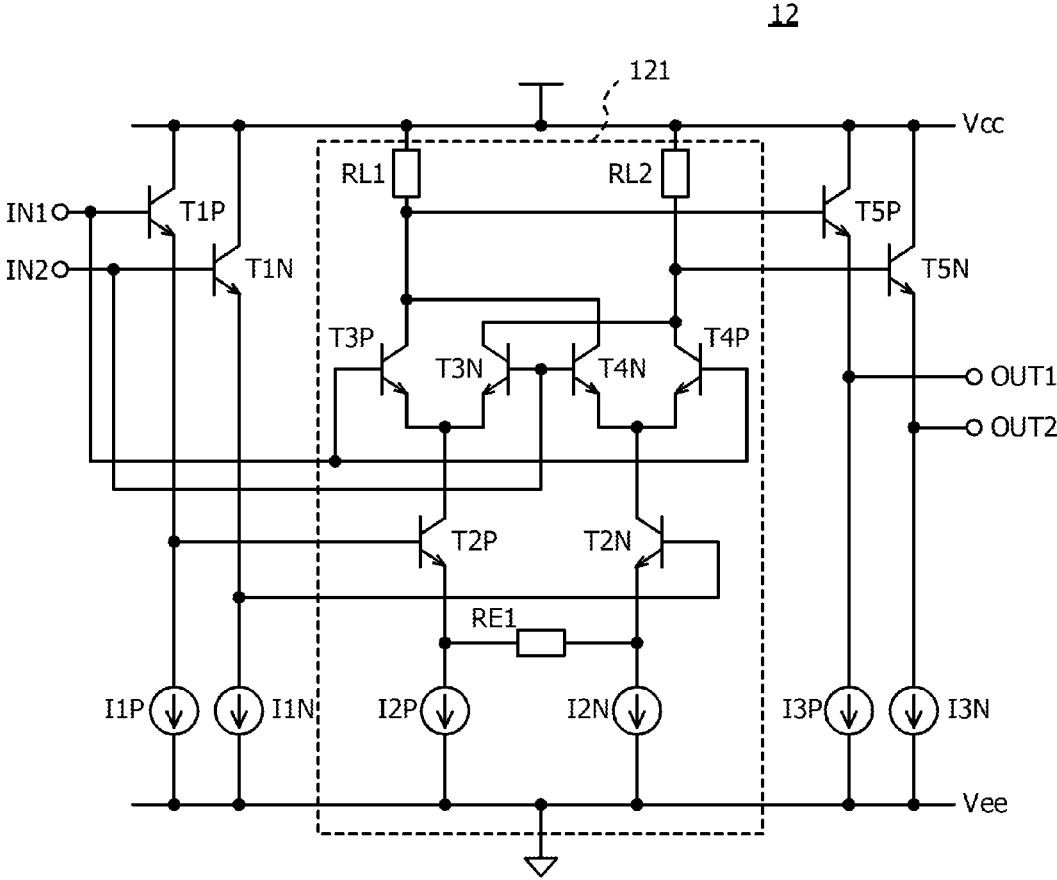 12
121
Vcc
RL1
RL2
IN1
T1P
T5P
IN2
T1N
T5N
T3P
T3N
T4N
T4P
OUT1
OUT2
T2P
T2N
RE1
I1P
I1N
I2P
I2N
I3P
I3N
Vee